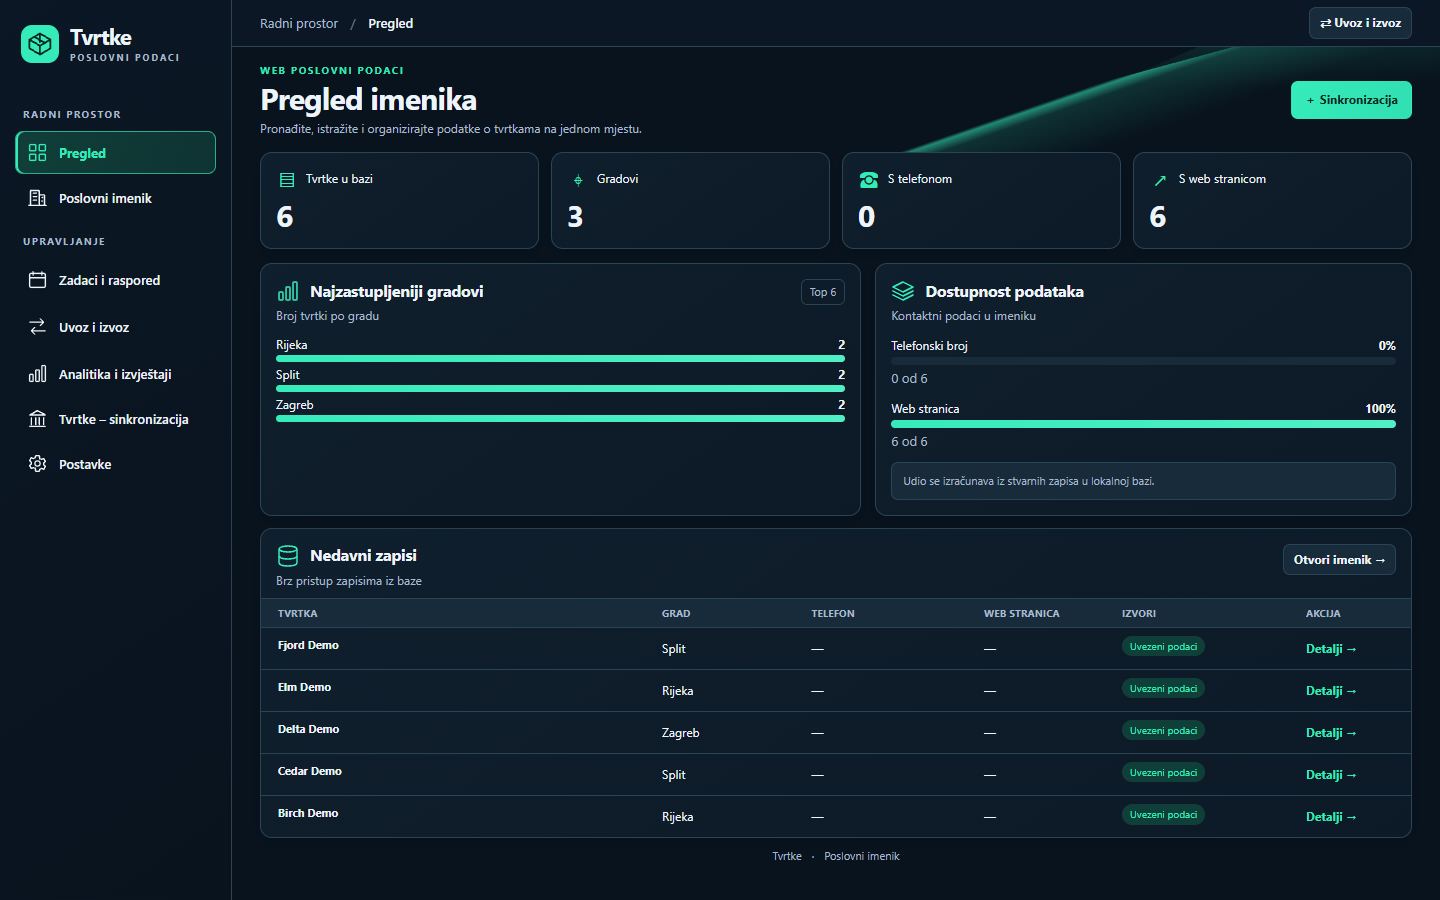 Tvrtke
POSLOVNI PODACI
RADNI PROSTOR
Pregled
Poslovni imenik
UPRAVLJANJE
Zadaci i raspored
Uvoz i izvoz
Analitika i izvještaji
Tvrtke – sinkronizacija
Postavke
Radni prostor / Pregled
⇄ Uvoz i izvoz
WEB POSLOVNI PODACI
Pregled imenika
Pronađite, istražite i organizirajte podatke o tvrtkama na jednom mjestu.
+ Sinkronizacija
Tvrtke u bazi
6
Gradovi
3
S telefonom
0
S web stranicom
6
Najzastupljeniji gradovi
Top 6
Broj tvrtki po gradu
Rijeka 2
Split 2
Zagreb 2
Dostupnost podataka
Kontaktni podaci u imeniku
Telefonski broj 0%
0 od 6
Web stranica 100%
6 od 6
Udio se izračunava iz stvarnih zapisa u lokalnoj bazi.
Nedavni zapisi
Brz pristup zapisima iz baze
Otvori imenik →
TVRTKA GRAD TELEFON WEB STRANICA IZVORI AKCIJA
Fjord Demo Split — — Uvezeni podaci Detalji →
Elm Demo Rijeka — — Uvezeni podaci Detalji →
Delta Demo Zagreb — — Uvezeni podaci Detalji →
Cedar Demo Split — — Uvezeni podaci Detalji →
Birch Demo Rijeka — — Uvezeni podaci Detalji →
Tvrtke · Poslovni imenik